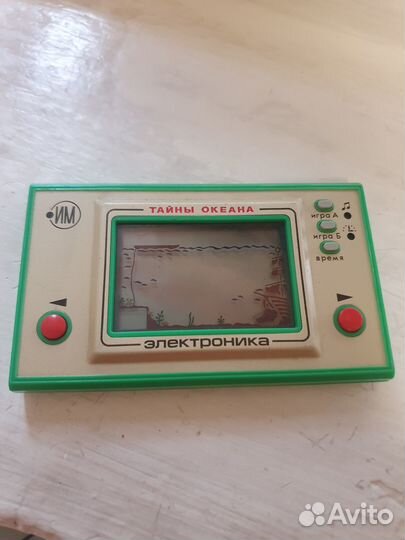 ИМ
ТАЙНЫ ОКЕАНА
игра А
игра Б
время
электроника
Avito